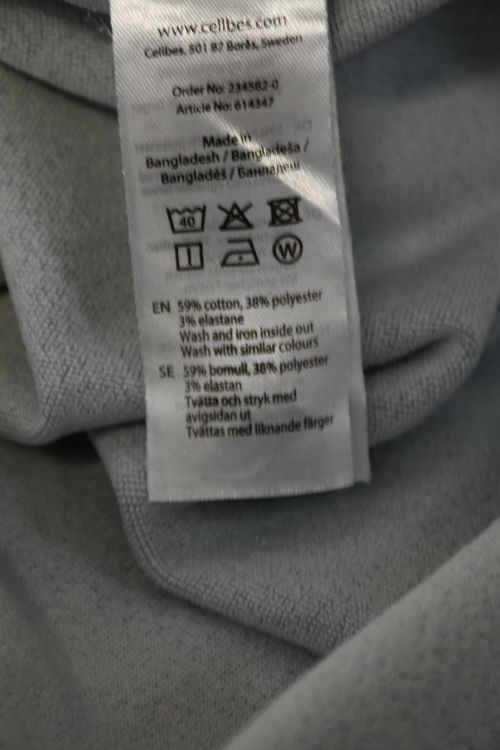 www.cellbes.com
Cellbes, 501 87 Borås, Sweden
Order No: 234582-0
Article No: 614347
Made in
Bangladesh / Bangladeša /
Bangladēš / Бангладеш
40
W
EN 59% cotton, 38% polyester
3% elastane
Wash and iron inside out
Wash with similar colours
SE 59% bomull, 38% polyester
3% elastan
Tvätta och stryk med
avigsidan ut
Tvättas med liknande färger